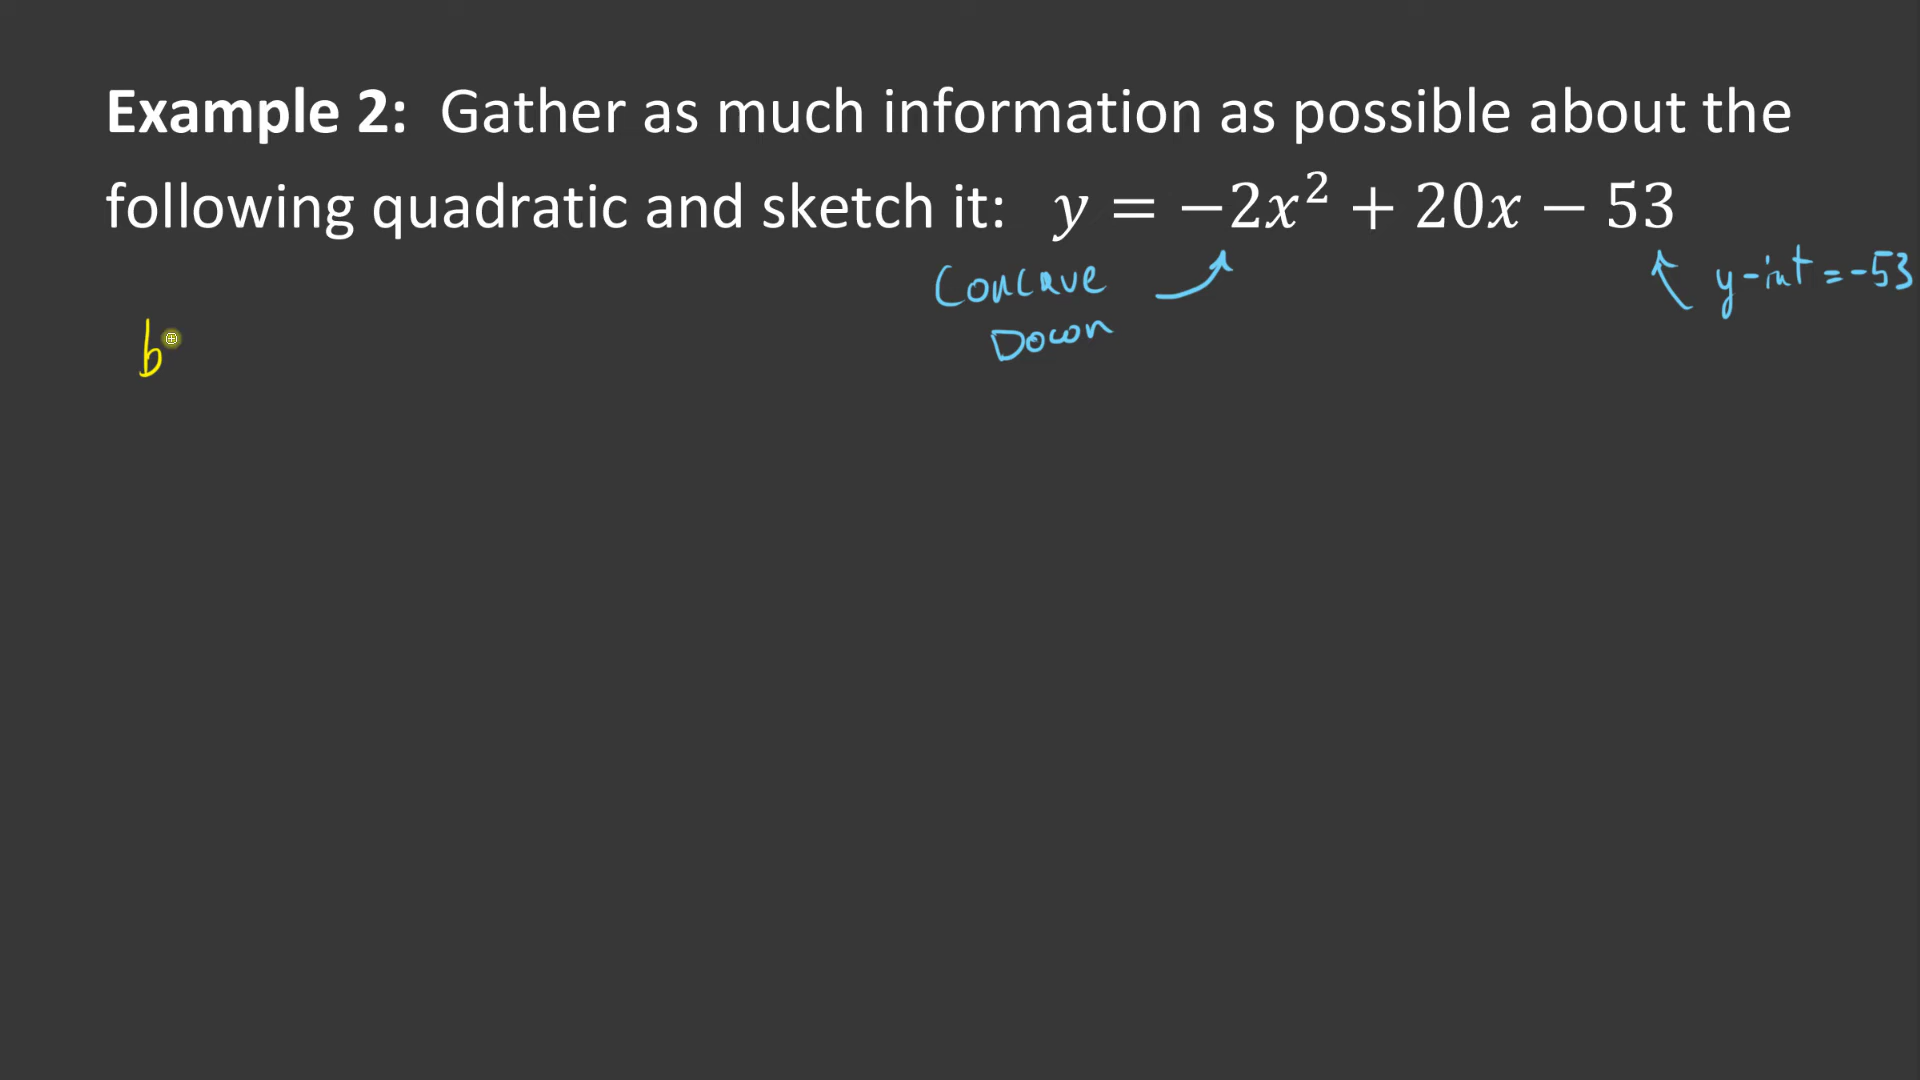 Example 2: Gather as much information as possible about the
following quadratic and sketch it: y = −2x² + 20x − 53
Concave
Down
y-int = -53
b